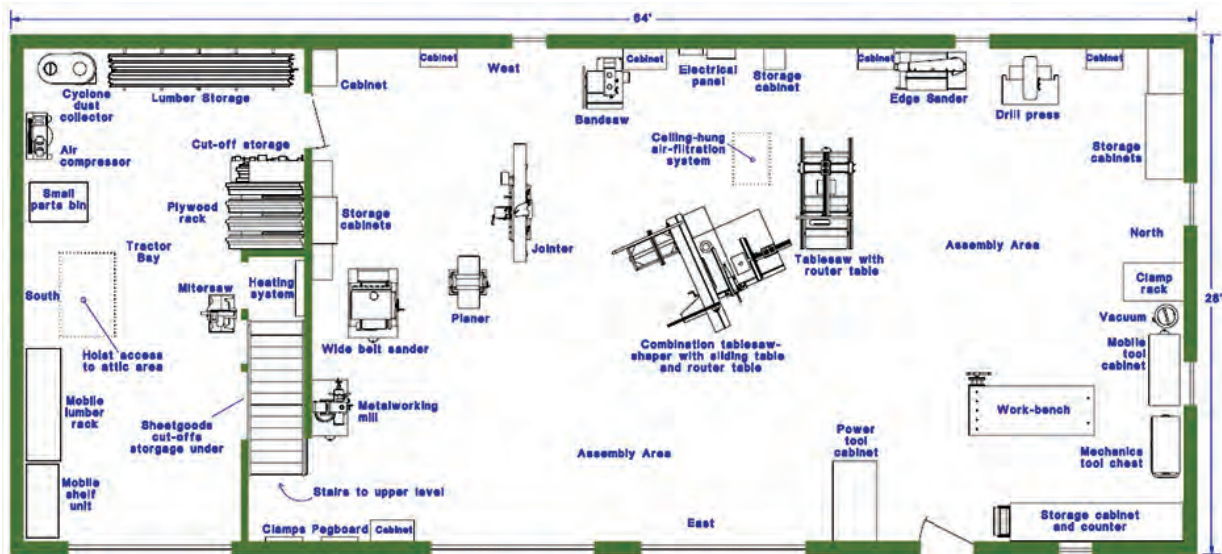 64'
Cyclone
dust
collector
Lumber Storage
Cabinet
Cabinet
West
Bandsaw
Cabinet
Electrical
panel
Storage
cabinet
Cabinet
Edge Sander
Drill press
Cabinet
Storage
cabinets
Air
compressor
Cut-off storage
Small
parts bin
Plywood
rack
Storage
cabinets
Jointer
Ceiling-hung
air-filtration
system
Tablesaw with
router table
Assembly Area
North
Tractor
Bay
South
Mitersaw
Heating
system
Wide belt sander
Planer
Combination tablesaw-
shaper with sliding table
and router table
Clamp
rack
28'
Vacuum
Mobile
tool
cabinet
Hoist access
to attic area
Mobile
lumber
rack
Sheetgoods
cut-offs
storgage under
Metalworking
mill
Work-bench
Power
tool
cabinet
Mechanics
tool chest
Assembly Area
Mobile
shelf
unit
Stairs to upper level
Clamps
Pegboard
Cabinet
East
Storage cabinet
and counter